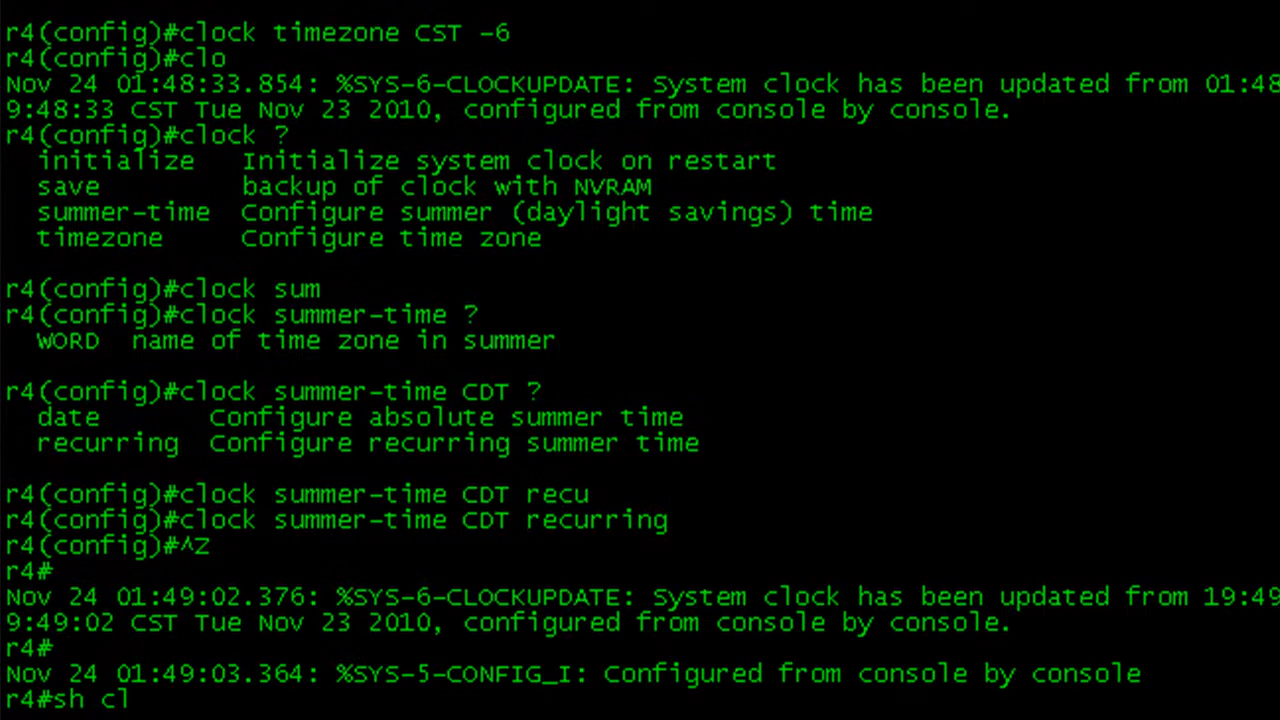 r4(config)#clock timezone CST -6
r4(config)#clo
Nov 24 01:48:33.854: %SYS-6-CLOCKUPDATE: System clock has been updated from 01:48
9:48:33 CST Tue Nov 23 2010, configured from console by console.
r4(config)#clock ?
  initialize   Initialize system clock on restart
  save         backup of clock with NVRAM
  summer-time  Configure summer (daylight savings) time
  timezone     Configure time zone

r4(config)#clock sum
r4(config)#clock summer-time ?
  WORD  name of time zone in summer

r4(config)#clock summer-time CDT ?
  date       Configure absolute summer time
  recurring  Configure recurring summer time

r4(config)#clock summer-time CDT recu
r4(config)#clock summer-time CDT recurring
r4(config)#^Z
r4#
Nov 24 01:49:02.376: %SYS-6-CLOCKUPDATE: System clock has been updated from 19:49
9:49:02 CST Tue Nov 23 2010, configured from console by console.
r4#
Nov 24 01:49:03.364: %SYS-5-CONFIG_I: Configured from console by console
r4#sh cl